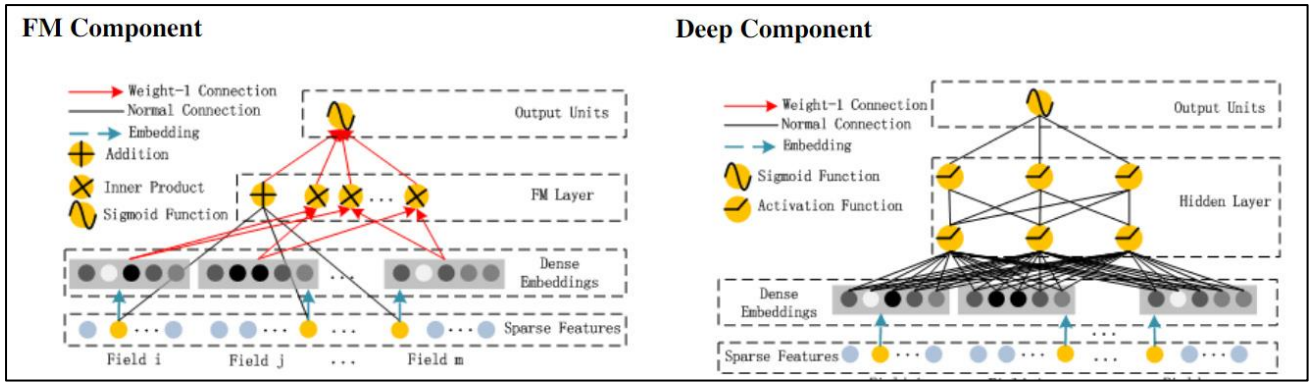 FM Component
Weight-1 Connection
Normal Connection
Embedding
Addition
Inner Product
Sigmoid Function
Output Units
FM Layer
...
Dense
Embeddings
...
Sparse Features
... ... ... ...
Field i Field j ... Field m
Deep Component
Weight-1 Connection
Normal Connection
Embedding
Sigmoid Function
Activation Function
Output Units
Hidden Layer
Dense
Embeddings
...
Sparse Features
... ... ... ...